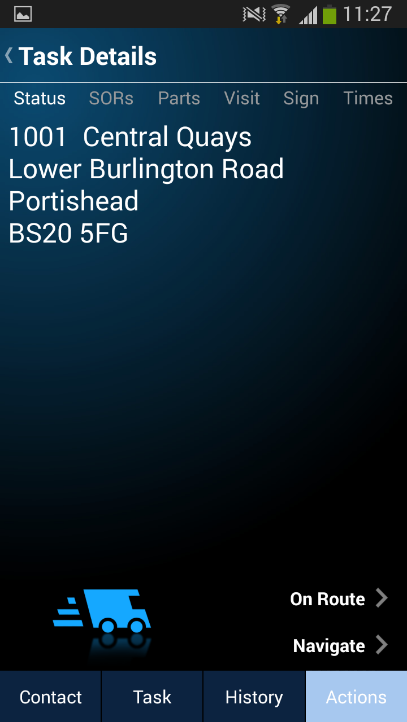 11:27
Task Details
Status SORs Parts Visit Sign Times
1001 Central Quays
Lower Burlington Road
Portishead
BS20 5FG
On Route
Navigate
Contact Task History Actions